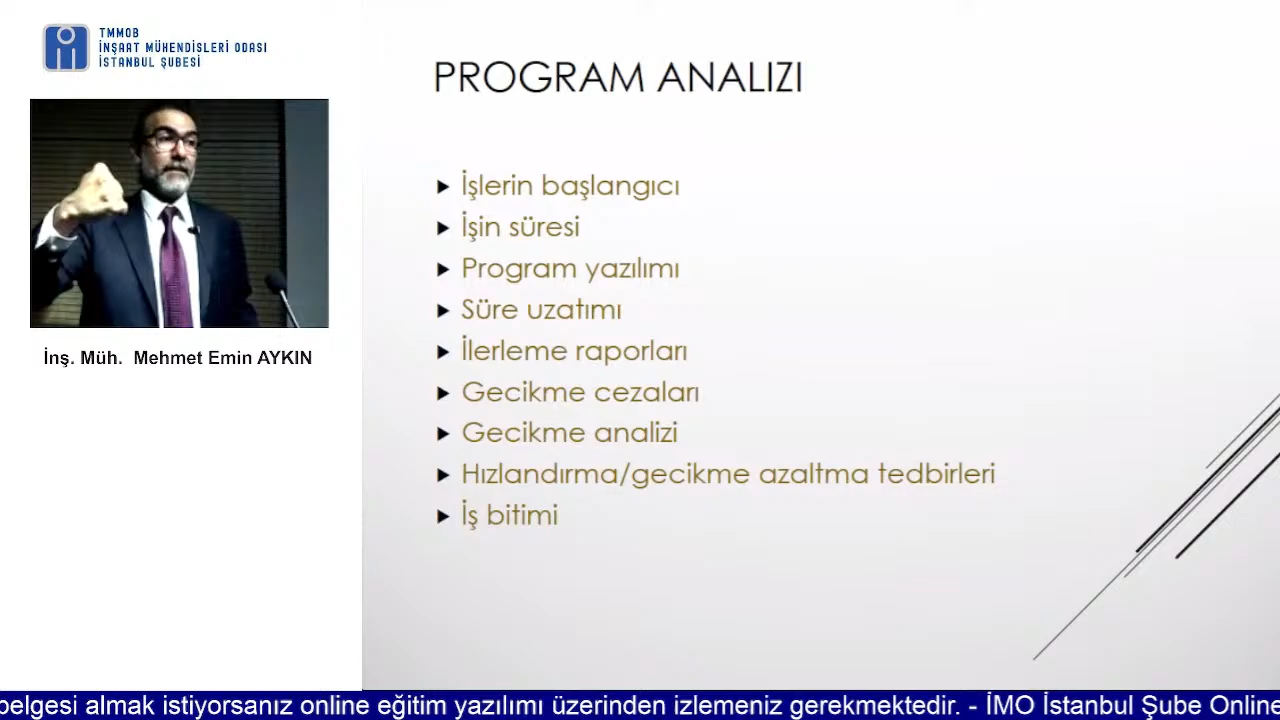 TMMOB
İNŞAAT MÜHENDİSLERİ ODASI
İSTANBUL ŞUBESİ
İnş. Müh. Mehmet Emin AYKIN
PROGRAM ANALIZI
İşlerin başlangıcı
İşin süresi
Program yazılımı
Süre uzatımı
İlerleme raporları
Gecikme cezaları
Gecikme analizi
Hızlandırma/gecikme azaltma tedbirleri
İş bitimi
belgesi almak istiyorsanız online eğitim yazılımı üzerinden izlemeniz gerekmektedir. - İMO İstanbul Şube Online